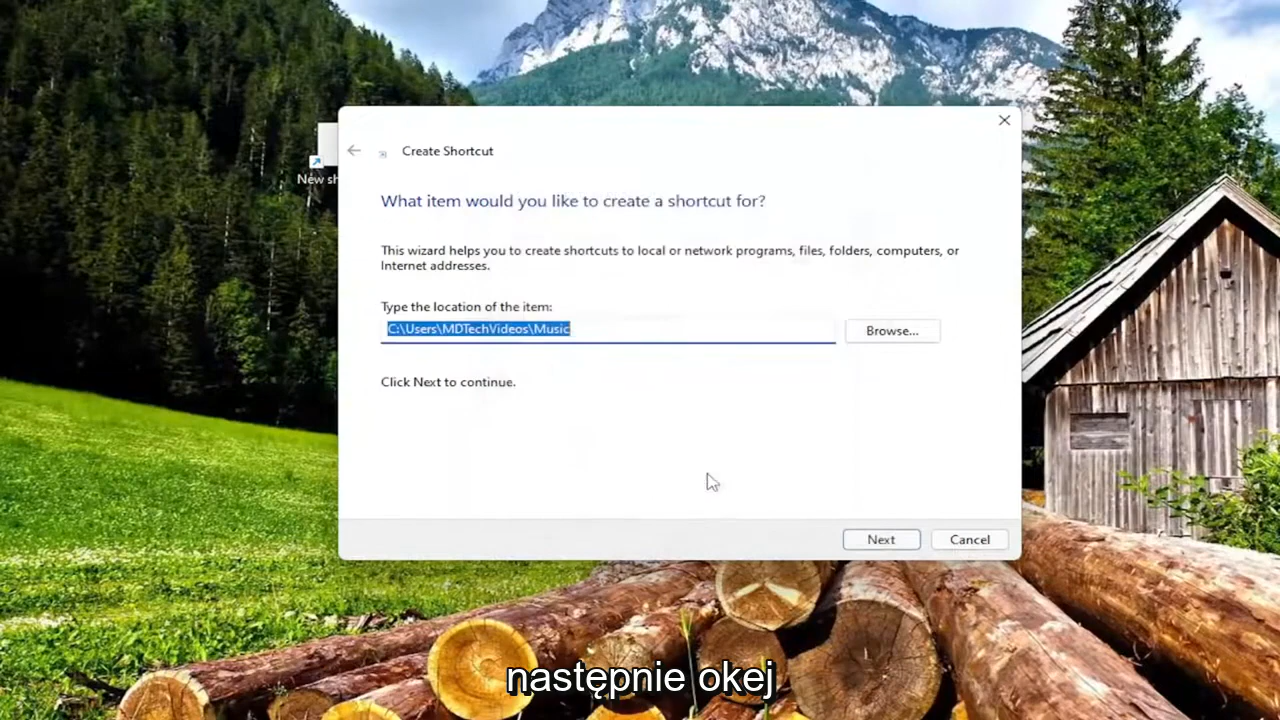 Create Shortcut
New sh
What item would you like to create a shortcut for?
This wizard helps you to create shortcuts to local or network programs, files, folders, computers, or
Internet addresses.
Type the location of the item:
C:\Users\MDTechVideos\Music
Browse...
Click Next to continue.
Next
Cancel
następnie okej